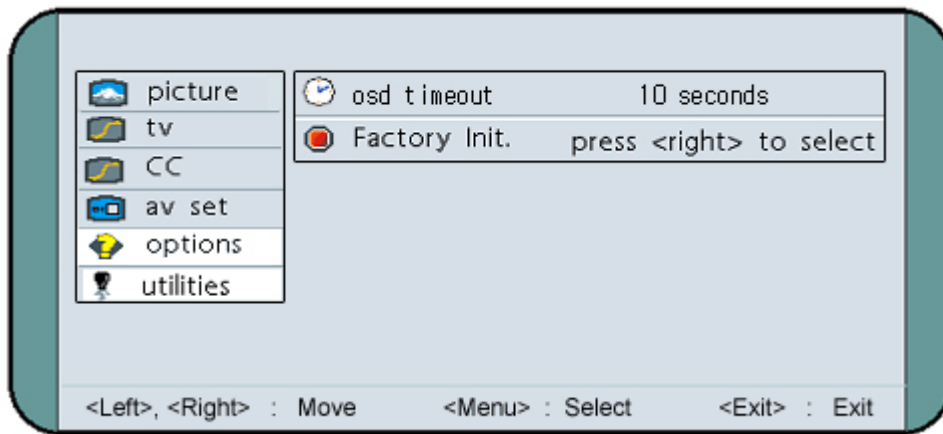 picture
tv
CC
av set
options
utilities
osd timeout 10 seconds
Factory Init. press <right> to select
<Left>, <Right> : Move <Menu> : Select <Exit> : Exit